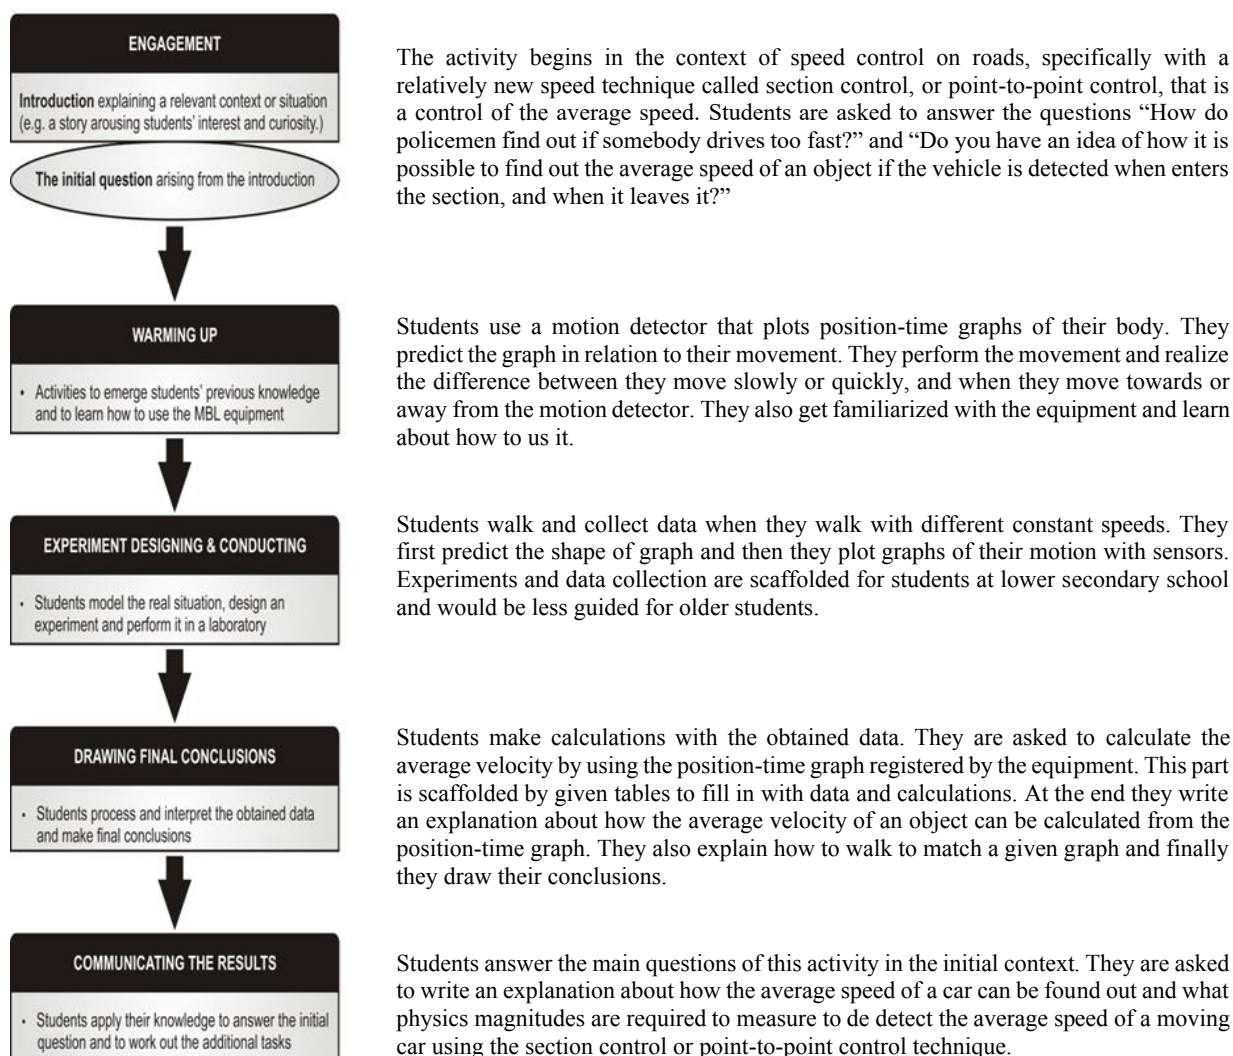 ENGAGEMENT
Introduction explaining a relevant context or situation
(e.g. a story arousing students' interest and curiosity.)
The initial question arising from the introduction
The activity begins in the context of speed control on roads, specifically with a
relatively new speed technique called section control, or point-to-point control, that is
a control of the average speed. Students are asked to answer the questions “How do
policemen find out if somebody drives too fast?” and “Do you have an idea of how it is
possible to find out the average speed of an object if the vehicle is detected when enters
the section, and when it leaves it?”
WARMING UP
• Activities to emerge students' previous knowledge
and to learn how to use the MBL equipment
Students use a motion detector that plots position-time graphs of their body. They
predict the graph in relation to their movement. They perform the movement and realize
the difference between they move slowly or quickly, and when they move towards or
away from the motion detector. They also get familiarized with the equipment and learn
about how to us it.
EXPERIMENT DESIGNING & CONDUCTING
• Students model the real situation, design an
experiment and perform it in a laboratory
Students walk and collect data when they walk with different constant speeds. They
first predict the shape of graph and then they plot graphs of their motion with sensors.
Experiments and data collection are scaffolded for students at lower secondary school
and would be less guided for older students.
DRAWING FINAL CONCLUSIONS
• Students process and interpret the obtained data
and make final conclusions
Students make calculations with the obtained data. They are asked to calculate the
average velocity by using the position-time graph registered by the equipment. This part
is scaffolded by given tables to fill in with data and calculations. At the end they write
an explanation about how the average velocity of an object can be calculated from the
position-time graph. They also explain how to walk to match a given graph and finally
they draw their conclusions.
COMMUNICATING THE RESULTS
• Students apply their knowledge to answer the initial
question and to work out the additional tasks
Students answer the main questions of this activity in the initial context. They are asked
to write an explanation about how the average speed of a car can be found out and what
physics magnitudes are required to measure to de detect the average speed of a moving
car using the section control or point-to-point control technique.